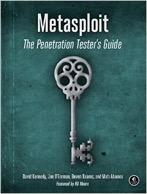 Metasploit
The Penetration Tester's Guide
David Kennedy, Jim O'Gorman, Devon Kearns, and Mati Aharoni
Foreword by HD Moore